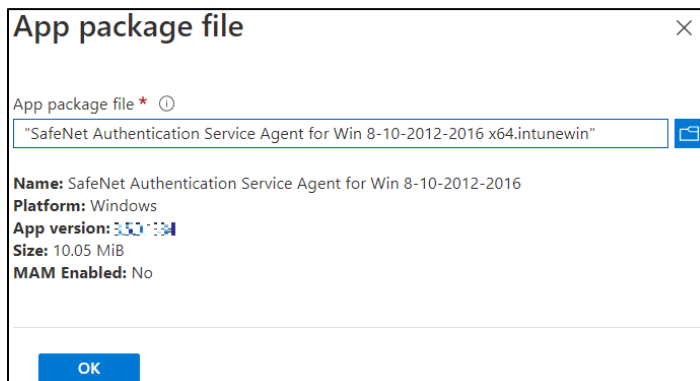 App package file
App package file *
"SafeNet Authentication Service Agent for Win 8-10-2012-2016 x64.intunewin"
Name: SafeNet Authentication Service Agent for Win 8-10-2012-2016
Platform: Windows
App version:
Size: 10.05 MiB
MAM Enabled: No
OK